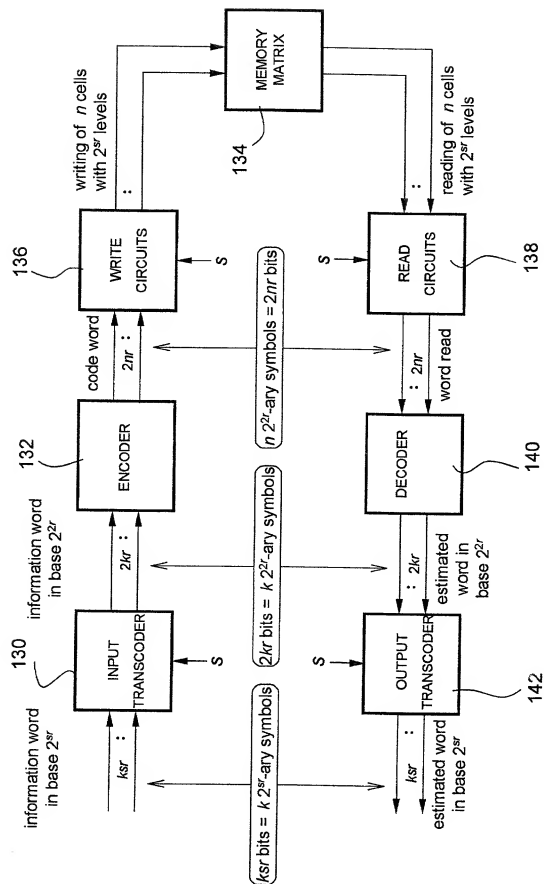 information word
in base 2^sr
ksr
:
130
INPUT
TRANSCODER
S
information word
in base 2^2r
2kr
:
132
ENCODER
code word
2nr
:
136
WRITE
CIRCUITS
S
writing of n cells
with 2^sr levels
:
MEMORY
MATRIX
134
ksr bits = k 2^sr-ary symbols
2kr bits = k 2^2r-ary symbols
n 2^2r-ary symbols = 2nr bits
reading of n cells
with 2^sr levels
:
S
READ
CIRCUITS
138
: 2nr
word read
DECODER
140
: 2kr
estimated
word in
base 2^2r
S
OUTPUT
TRANSCODER
142
ksr
:
estimated word
in base 2^sr